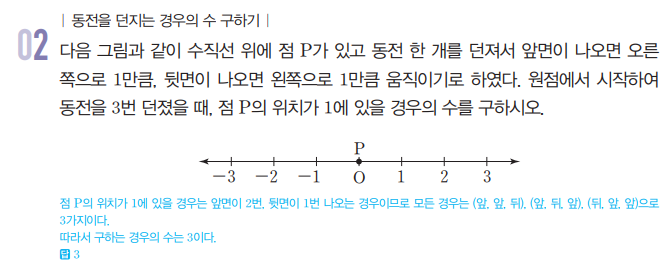 | 동전을 던지는 경우의 수 구하기 |
02 다음 그림과 같이 수직선 위에 점 P가 있고 동전 한 개를 던져서 앞면이 나오면 오른
쪽으로 1만큼, 뒷면이 나오면 왼쪽으로 1만큼 움직이기로 하였다. 원점에서 시작하여
동전을 3번 던졌을 때, 점 P의 위치가 1에 있을 경우의 수를 구하시오.
P
-3 -2 -1 O 1 2 3
점 P의 위치가 1에 있을 경우는 앞면이 2번, 뒷면이 1번 나오는 경우이므로 모든 경우는 (앞, 앞, 뒤), (앞, 뒤, 앞), (뒤, 앞, 앞)으로
3가지이다.
따라서 구하는 경우의 수는 3이다.
답 3